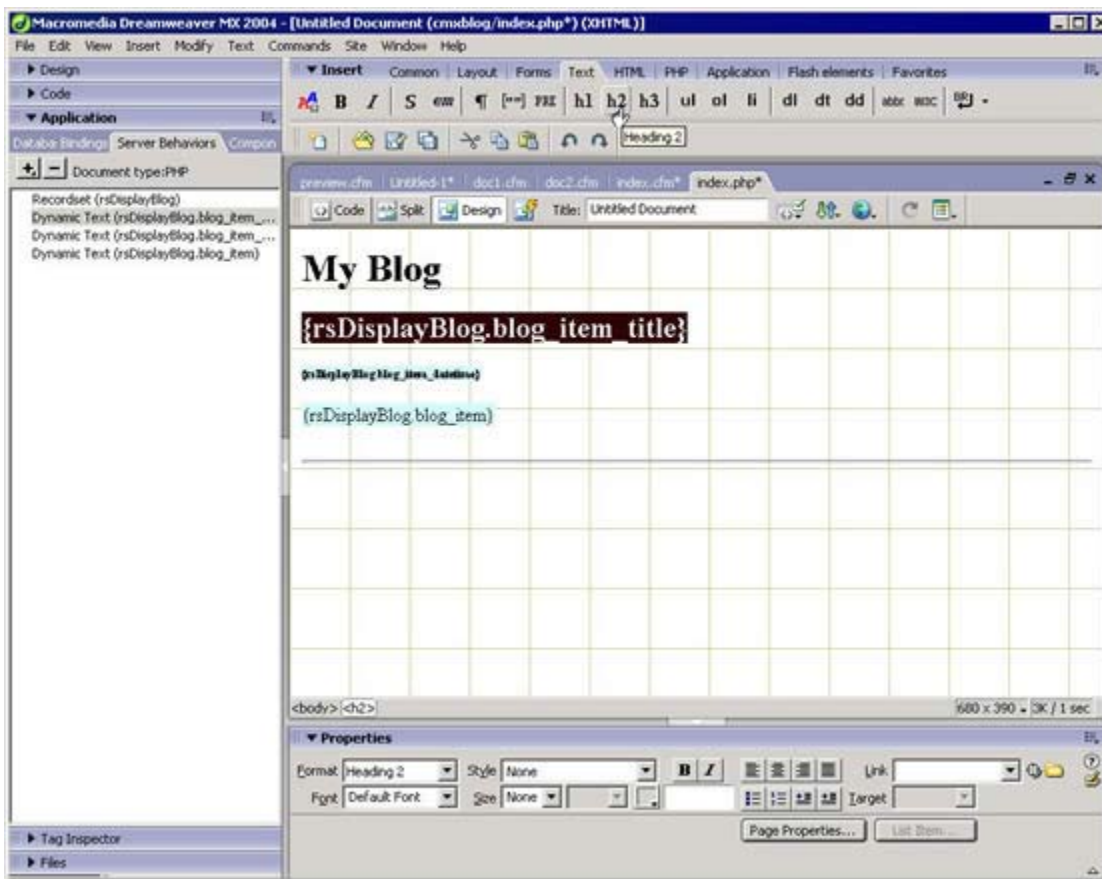 Macromedia Dreamweaver MX 2004 - [Untitled Document (cmxblog/index.php*) (XHTML)]
File Edit View Insert Modify Text Commands Site Window Help
Design
Code
Application
Databa Bindings Server Behaviors Compon
Document type:PHP
Recordset (rsDisplayBlog)
Dynamic Text (rsDisplayBlog.blog_item_...
Dynamic Text (rsDisplayBlog.blog_item_...
Dynamic Text (rsDisplayBlog.blog_item)
Tag Inspector
Files
Insert Common Layout Forms Text HTML PHP Application Flash elements Favorites
B I S em ¶ [""] PRE h1 h2 h3 ul ol li dl dt dd abbr W3C BRJ
Heading 2
preview.cfm Untitled-1* doc1.cfm doc2.cfm index.cfm* index.php*
Code Split Design Title: Untitled Document
My Blog
{rsDisplayBlog.blog_item_title}
{rsDisplayBlog.blog_item_datetime}
{rsDisplayBlog.blog_item}
<body> <h2> 680 x 390 3K / 1 sec
Properties
Format Heading 2 Style None B I Link
Font Default Font Size None Target
Page Properties... List Item...